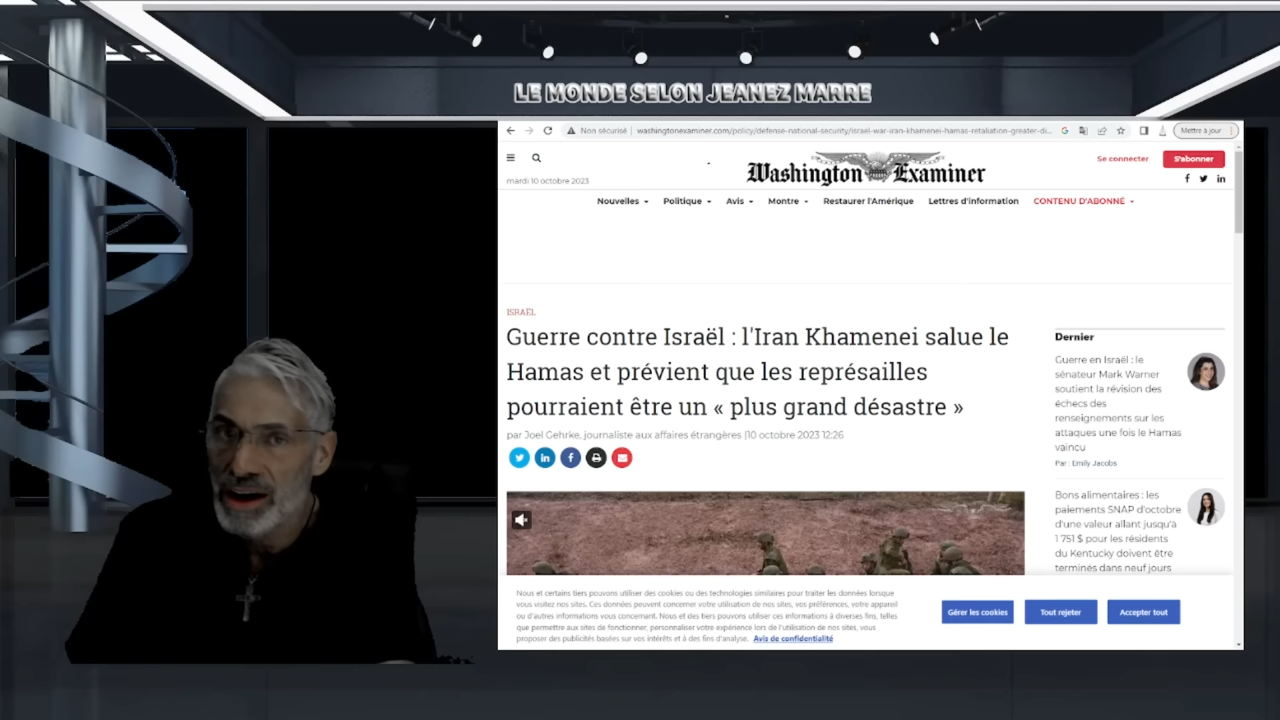 LE MONDE SELON JEANEZ MARRE
Non sécurisé | washingtonexaminer.com/policy/defense-national-security/israel-war-iran-khamenei-hamas-retaliation-greater-di...
Mettre à jour
mardi 10 octobre 2023
Washington Examiner
Se connecter
S'abonner
Nouvelles
Politique
Avis
Montre
Restaurer l'Amérique
Lettres d'information
CONTENU D'ABONNÉ
ISRAËL
Guerre contre Israël : l'Iran Khamenei salue le
Hamas et prévient que les représailles
pourraient être un « plus grand désastre »
par Joel Gehrke, journaliste aux affaires étrangères |10 octobre 2023 12:26
Dernier
Guerre en Israël : le
sénateur Mark Warner
soutient la révision des
échecs des
renseignements sur les
attaques une fois le Hamas
vaincu
Par : Emily Jacobs
Bons alimentaires : les
paiements SNAP d'octobre
d'une valeur allant jusqu'à
1 751 $ pour les résidents
du Kentucky doivent être
terminés dans neuf jours
Nous et certains tiers pouvons utiliser des cookies ou des technologies similaires pour traiter les données lorsque
vous visitez nos sites. Ces données peuvent concerner votre utilisation de nos sites, vos préférences, votre appareil
ou d'autres informations vous concernant. Nous et des tiers pouvons utiliser ces informations à diverses fins, telles
que permettre aux sites de fonctionner, personnaliser votre expérience lors de l'utilisation de nos sites, vous
proposer des publicités basées sur vos intérêts et à des fins d'analyse. Avis de confidentialité
Gérer les cookies
Tout rejeter
Accepter tout